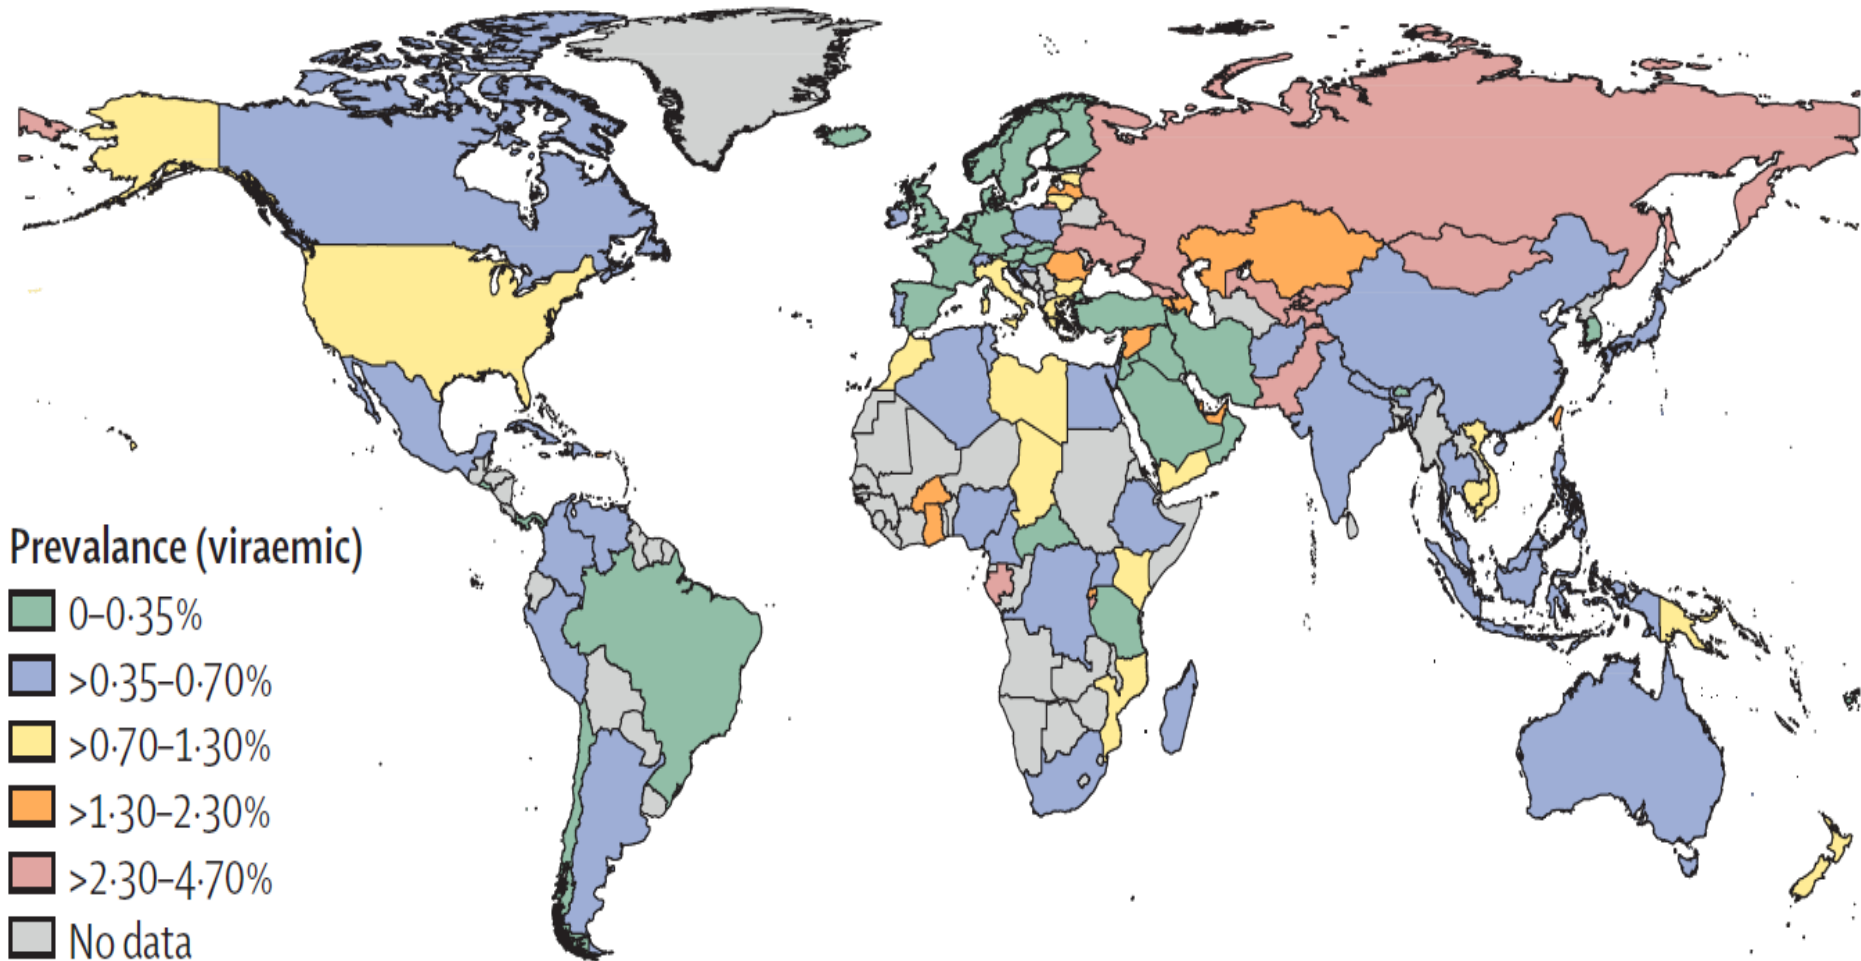 Prevalance (viraemic)
0–0·35%
>0·35–0·70%
>0·70–1·30%
>1·30–2·30%
>2·30–4·70%
No data